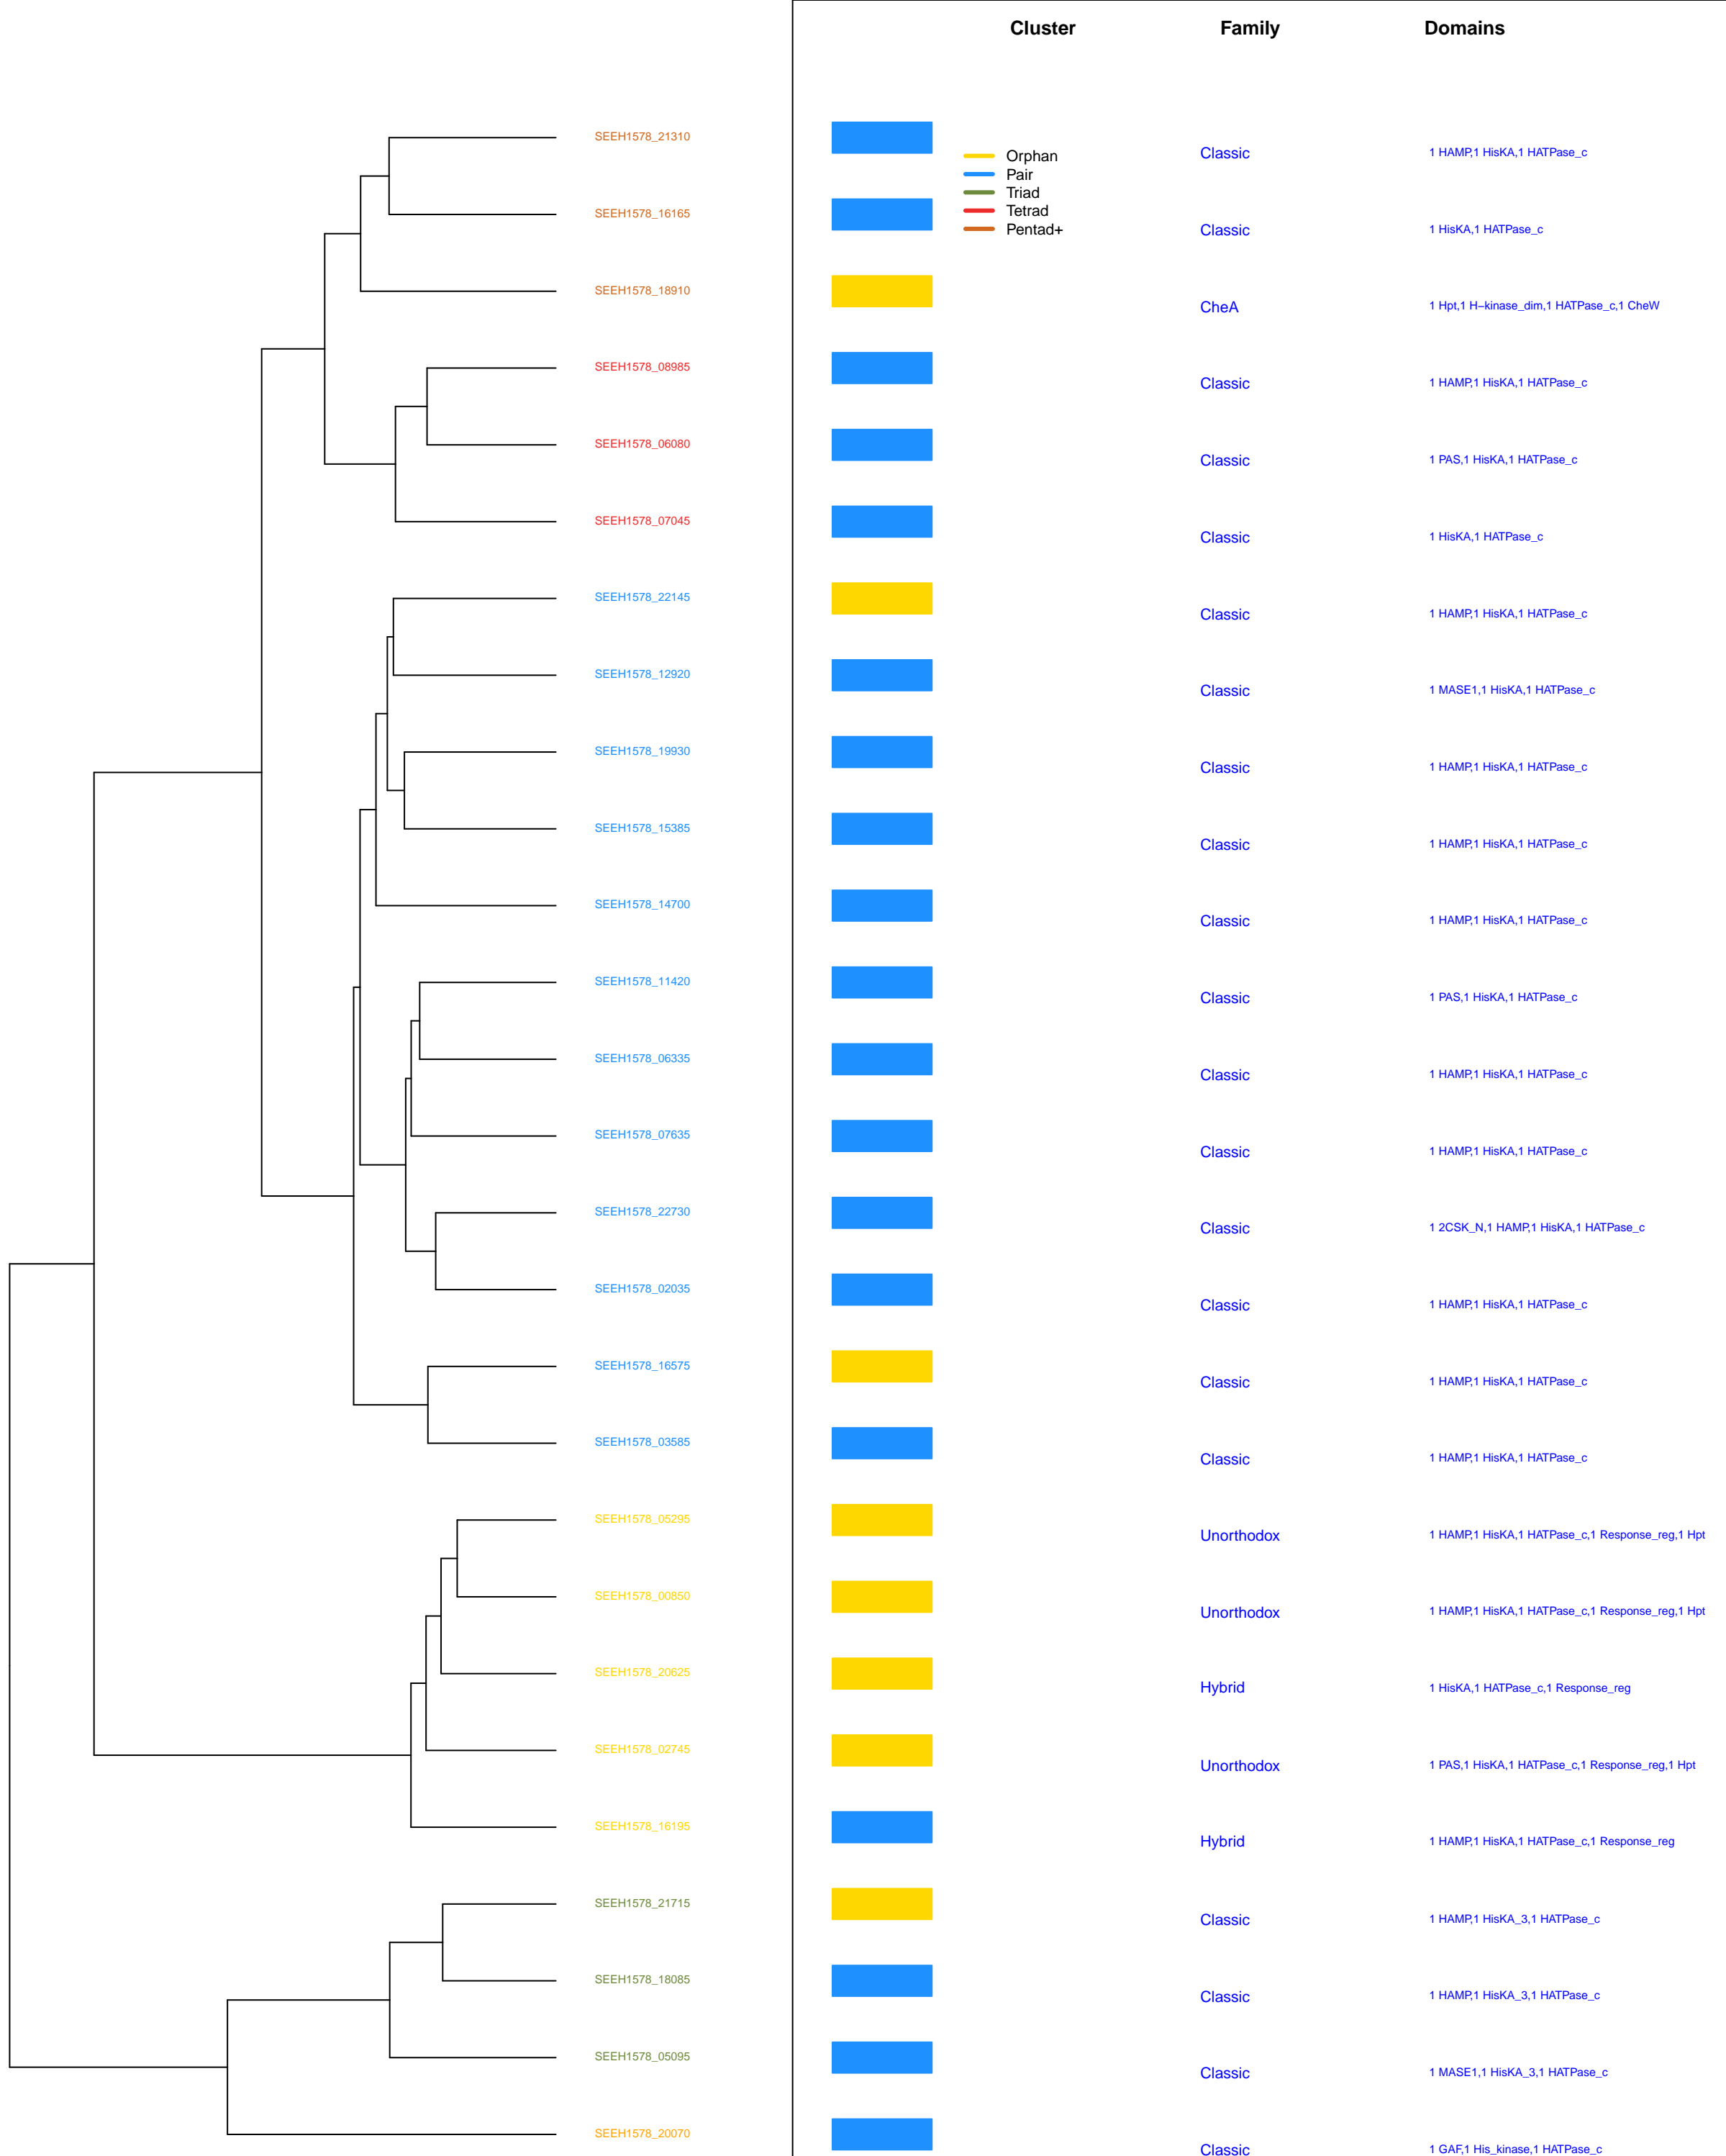 Cluster Family Domains
SEEH1578_21310
Orphan
Classic 1 HAMP,1 HisKA,1 HATPase_c
Pair
Triad
SEEH1578_16165
Tetrad
Pentad+
Classic 1 HisKA,1 HATPase_c
SEEH1578_18910
CheA 1 Hpt,1 H−kinase_dim,1 HATPase_c,1 CheW
SEEH1578_08985
Classic 1 HAMP,1 HisKA,1 HATPase_c
SEEH1578_06080
Classic 1 PAS,1 HisKA,1 HATPase_c
SEEH1578_07045
Classic 1 HisKA,1 HATPase_c
SEEH1578_22145
Classic 1 HAMP,1 HisKA,1 HATPase_c
SEEH1578_12920
Classic 1 MASE1,1 HisKA,1 HATPase_c
SEEH1578_19930
Classic 1 HAMP,1 HisKA,1 HATPase_c
SEEH1578_15385
Classic 1 HAMP,1 HisKA,1 HATPase_c
SEEH1578_14700
Classic 1 HAMP,1 HisKA,1 HATPase_c
SEEH1578_11420
Classic 1 PAS,1 HisKA,1 HATPase_c
SEEH1578_06335
Classic 1 HAMP,1 HisKA,1 HATPase_c
SEEH1578_07635
Classic 1 HAMP,1 HisKA,1 HATPase_c
SEEH1578_22730
Classic 1 2CSK_N,1 HAMP,1 HisKA,1 HATPase_c
SEEH1578_02035
Classic 1 HAMP,1 HisKA,1 HATPase_c
SEEH1578_16575
Classic 1 HAMP,1 HisKA,1 HATPase_c
SEEH1578_03585
Classic 1 HAMP,1 HisKA,1 HATPase_c
SEEH1578_05295
Unorthodox 1 HAMP,1 HisKA,1 HATPase_c,1 Response_reg,1 Hpt
SEEH1578_00850
Unorthodox 1 HAMP,1 HisKA,1 HATPase_c,1 Response_reg,1 Hpt
SEEH1578_20625
Hybrid 1 HisKA,1 HATPase_c,1 Response_reg
SEEH1578_02745
Unorthodox 1 PAS,1 HisKA,1 HATPase_c,1 Response_reg,1 Hpt
SEEH1578_16195
Hybrid 1 HAMP,1 HisKA,1 HATPase_c,1 Response_reg
SEEH1578_21715
Classic 1 HAMP,1 HisKA_3,1 HATPase_c
SEEH1578_18085
Classic 1 HAMP,1 HisKA_3,1 HATPase_c
SEEH1578_05095
Classic 1 MASE1,1 HisKA_3,1 HATPase_c
SEEH1578_20070
Classic 1 GAF,1 His_kinase,1 HATPase_c